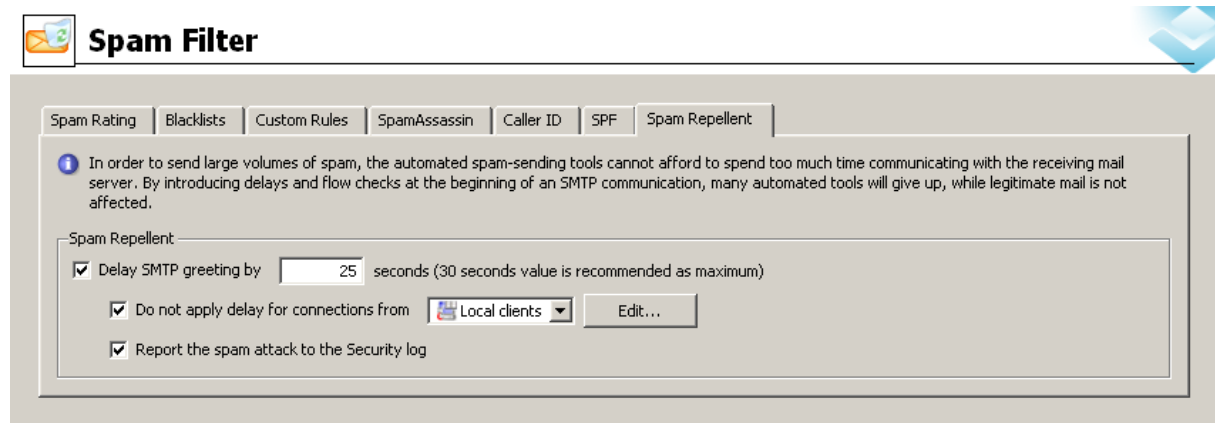 Spam Filter
Spam Rating Blacklists Custom Rules SpamAssassin Caller ID SPF Spam Repellent
In order to send large volumes of spam, the automated spam-sending tools cannot afford to spend too much time communicating with the receiving mail
server. By introducing delays and flow checks at the beginning of an SMTP communication, many automated tools will give up, while legitimate mail is not
affected.
Spam Repellent
Delay SMTP greeting by 25 seconds (30 seconds value is recommended as maximum)
Do not apply delay for connections from Local clients Edit...
Report the spam attack to the Security log